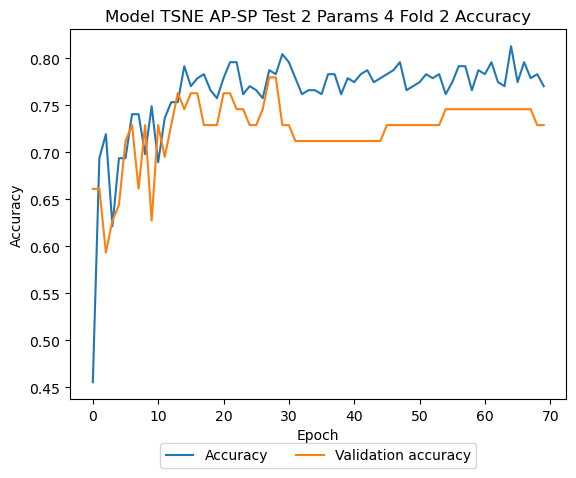 Model TSNE AP-SP Test 2 Params 4 Fold 2 Accuracy
0.80
0.75
0.70
0.65
0.60
0.55
0.50
0.45
Accuracy
0 10 20 30 40 50 60 70
Epoch
Accuracy Validation accuracy